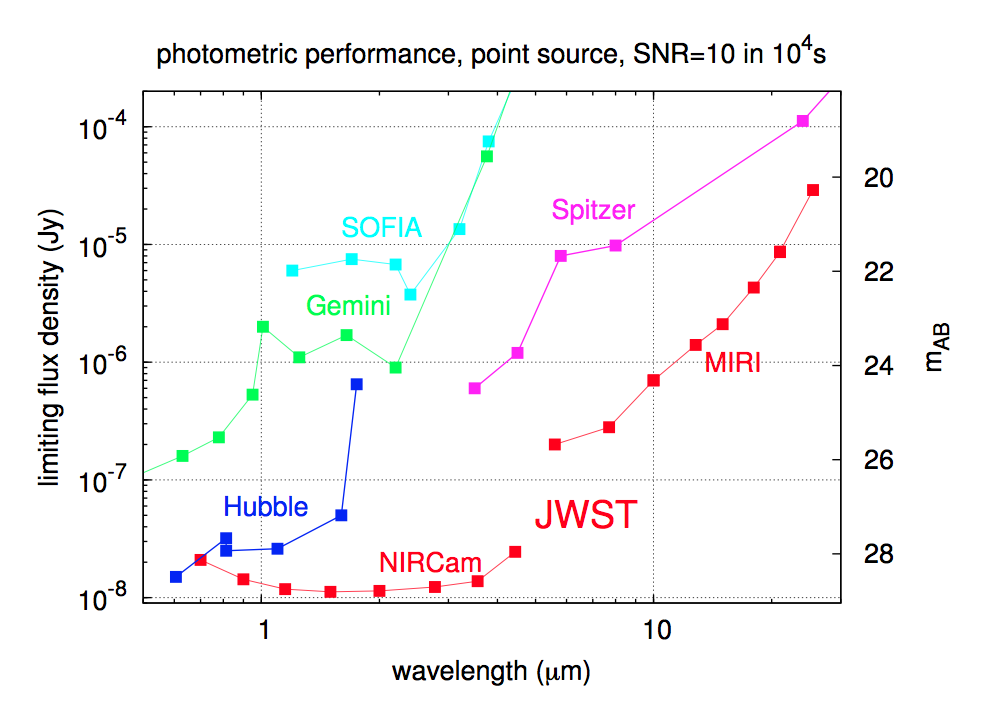 photometric performance, point source, SNR=10 in 10⁴s
limiting flux density (Jy)
10⁻⁴
10⁻⁵
10⁻⁶
10⁻⁷
10⁻⁸
SOFIA
Gemini
Hubble
Spitzer
MIRI
JWST
NIRCam
20
22
24
26
28
m_AB
1
10
wavelength (μm)